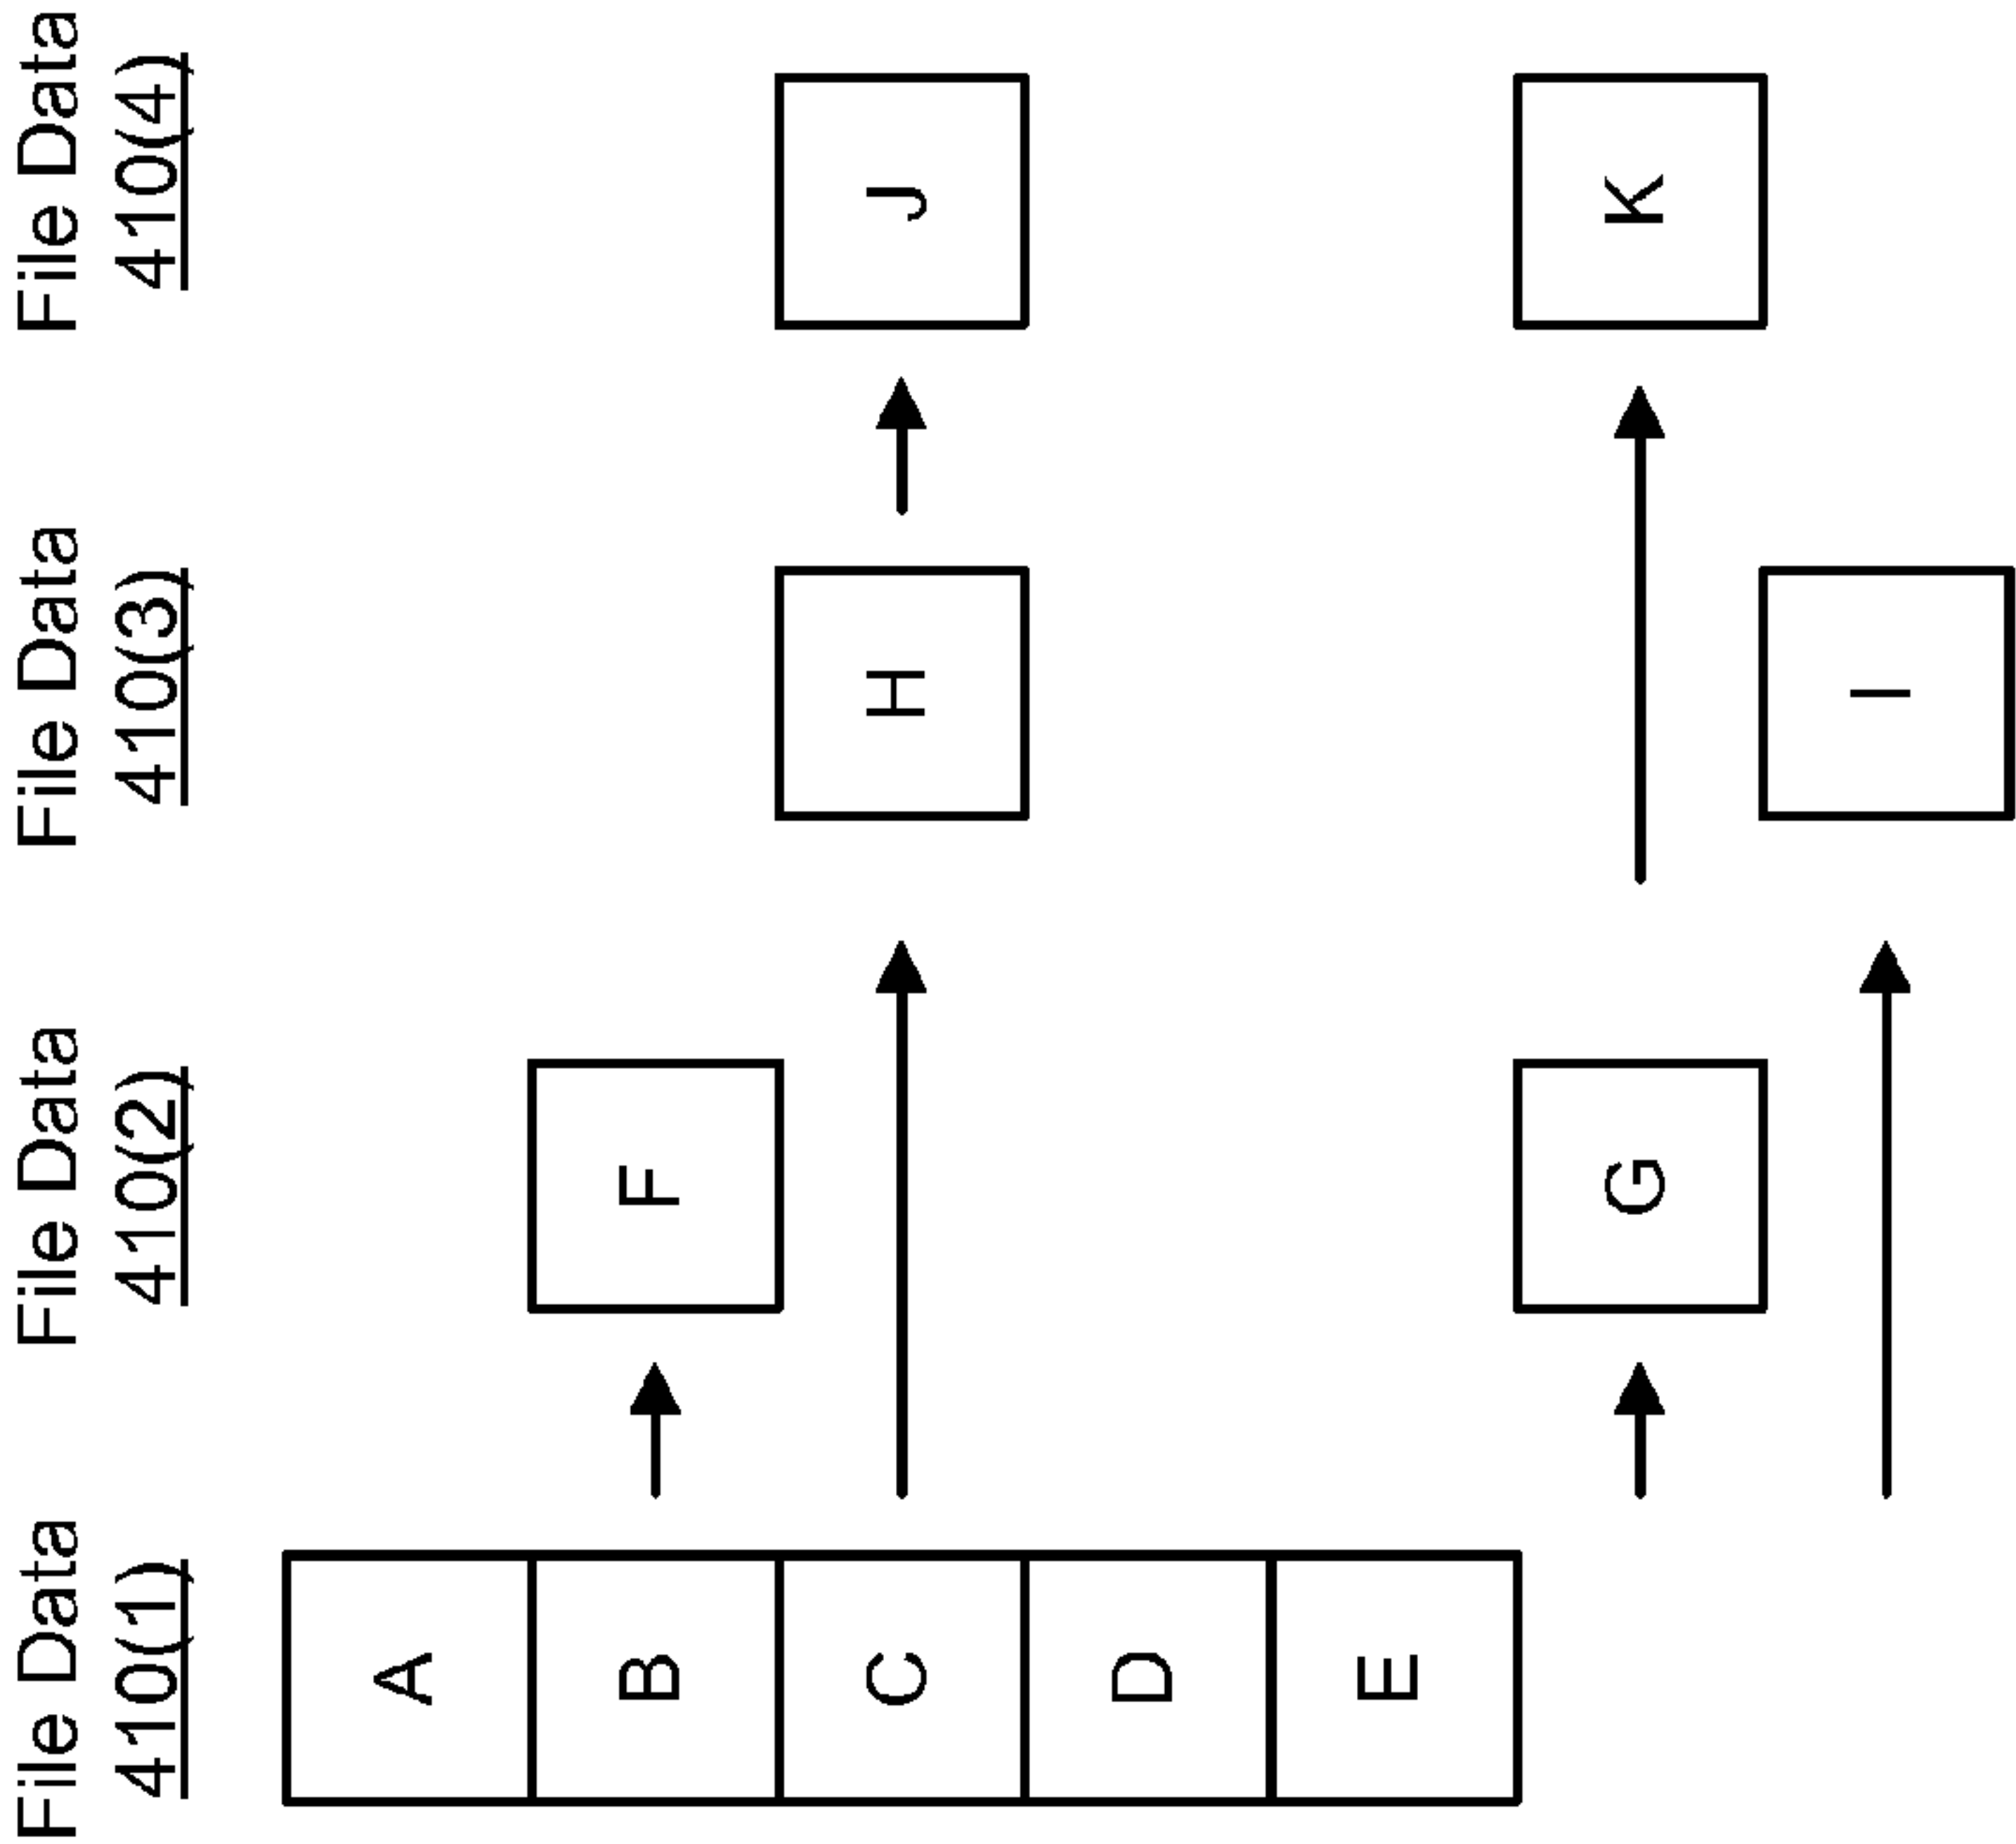 File Data
410(1)
File Data
410(2)
File Data
410(3)
File Data
410(4)
A
B
F
C
H
J
D
E
G
K
I